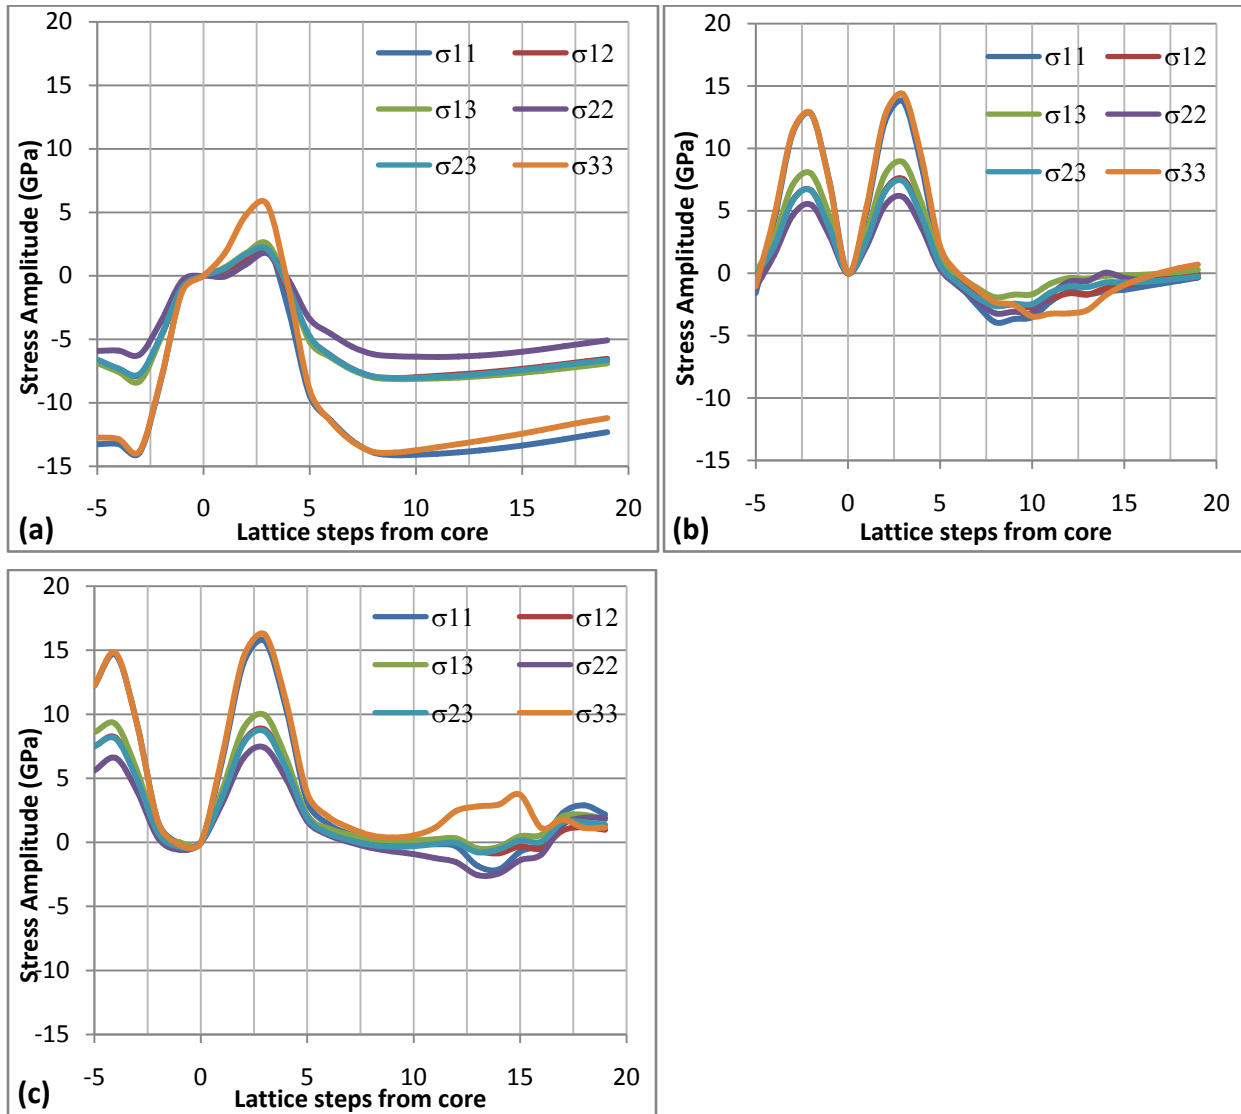 20
15
10
5
0
-5
-10
-15
Stress Amplitude (GPa)
σ11 σ12
σ13 σ22
σ23 σ33
-5 0 5 10 15 20
Lattice steps from core
(a)
20
15
10
5
0
-5
-10
-15
Stress Amplitude (GPa)
σ11 σ12
σ13 σ22
σ23 σ33
-5 0 5 10 15 20
Lattice steps from core
(b)
20
15
10
5
0
-5
-10
-15
Stress Amplitude (GPa)
σ11 σ12
σ13 σ22
σ23 σ33
-5 0 5 10 15 20
Lattice steps from core
(c)